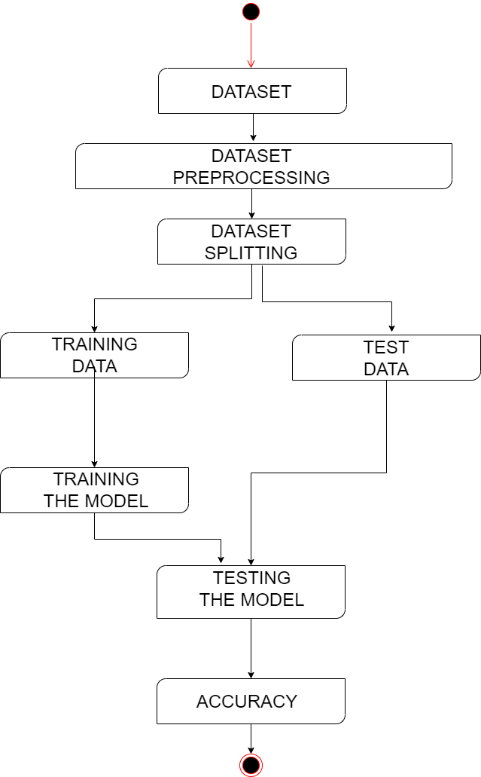 DATASET
DATASET
PREPROCESSING
DATASET
SPLITTING
TRAINING
DATA
TEST
DATA
TRAINING
THE MODEL
TESTING
THE MODEL
ACCURACY